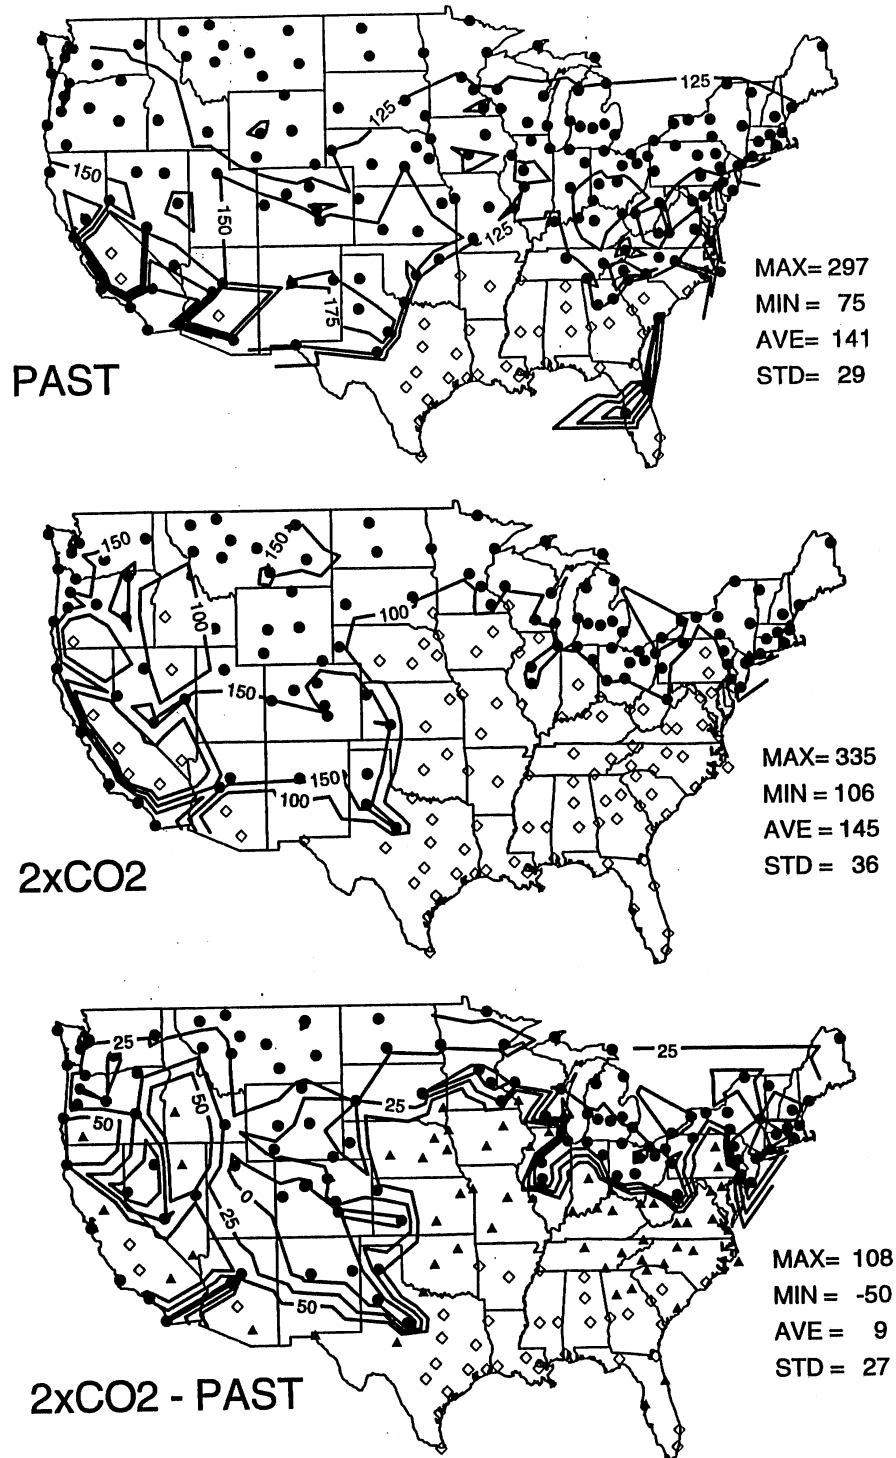 125
125
150
150
125
175
MAX= 297
MIN = 75
AVE= 141
STD= 29
PAST
150
150
100
100
150
150
100
MAX= 335
MIN = 106
AVE = 145
STD = 36
2xCO2
25
25
50
50
25
0
25
50
MAX= 108
MIN = -50
AVE = 9
STD = 27
2xCO2 - PAST